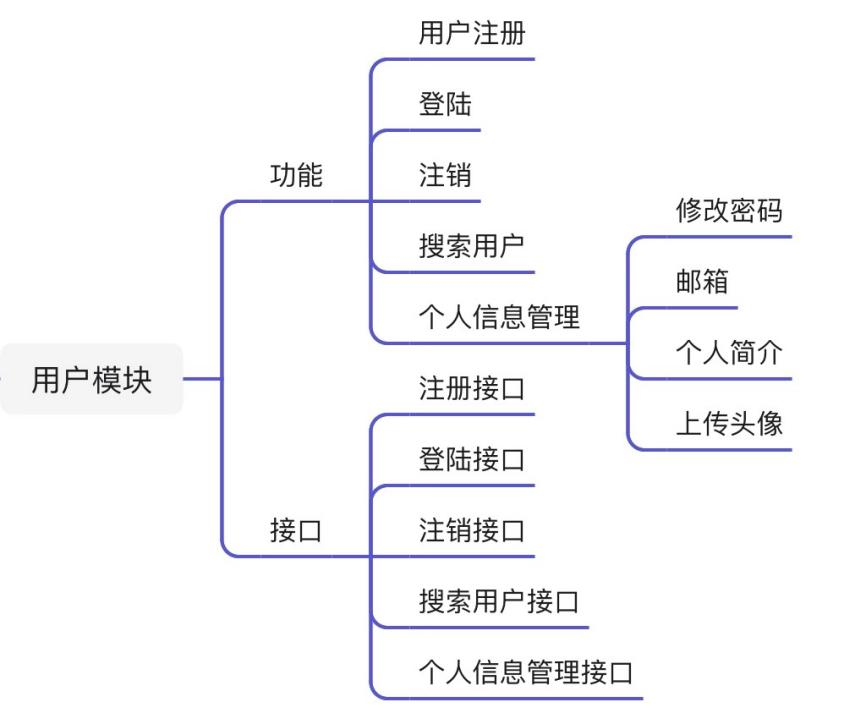 用户注册
登陆
功能
注销
修改密码
搜索用户
邮箱
个人信息管理
个人简介
用户模块
注册接口
上传头像
登陆接口
接口
注销接口
搜索用户接口
个人信息管理接口